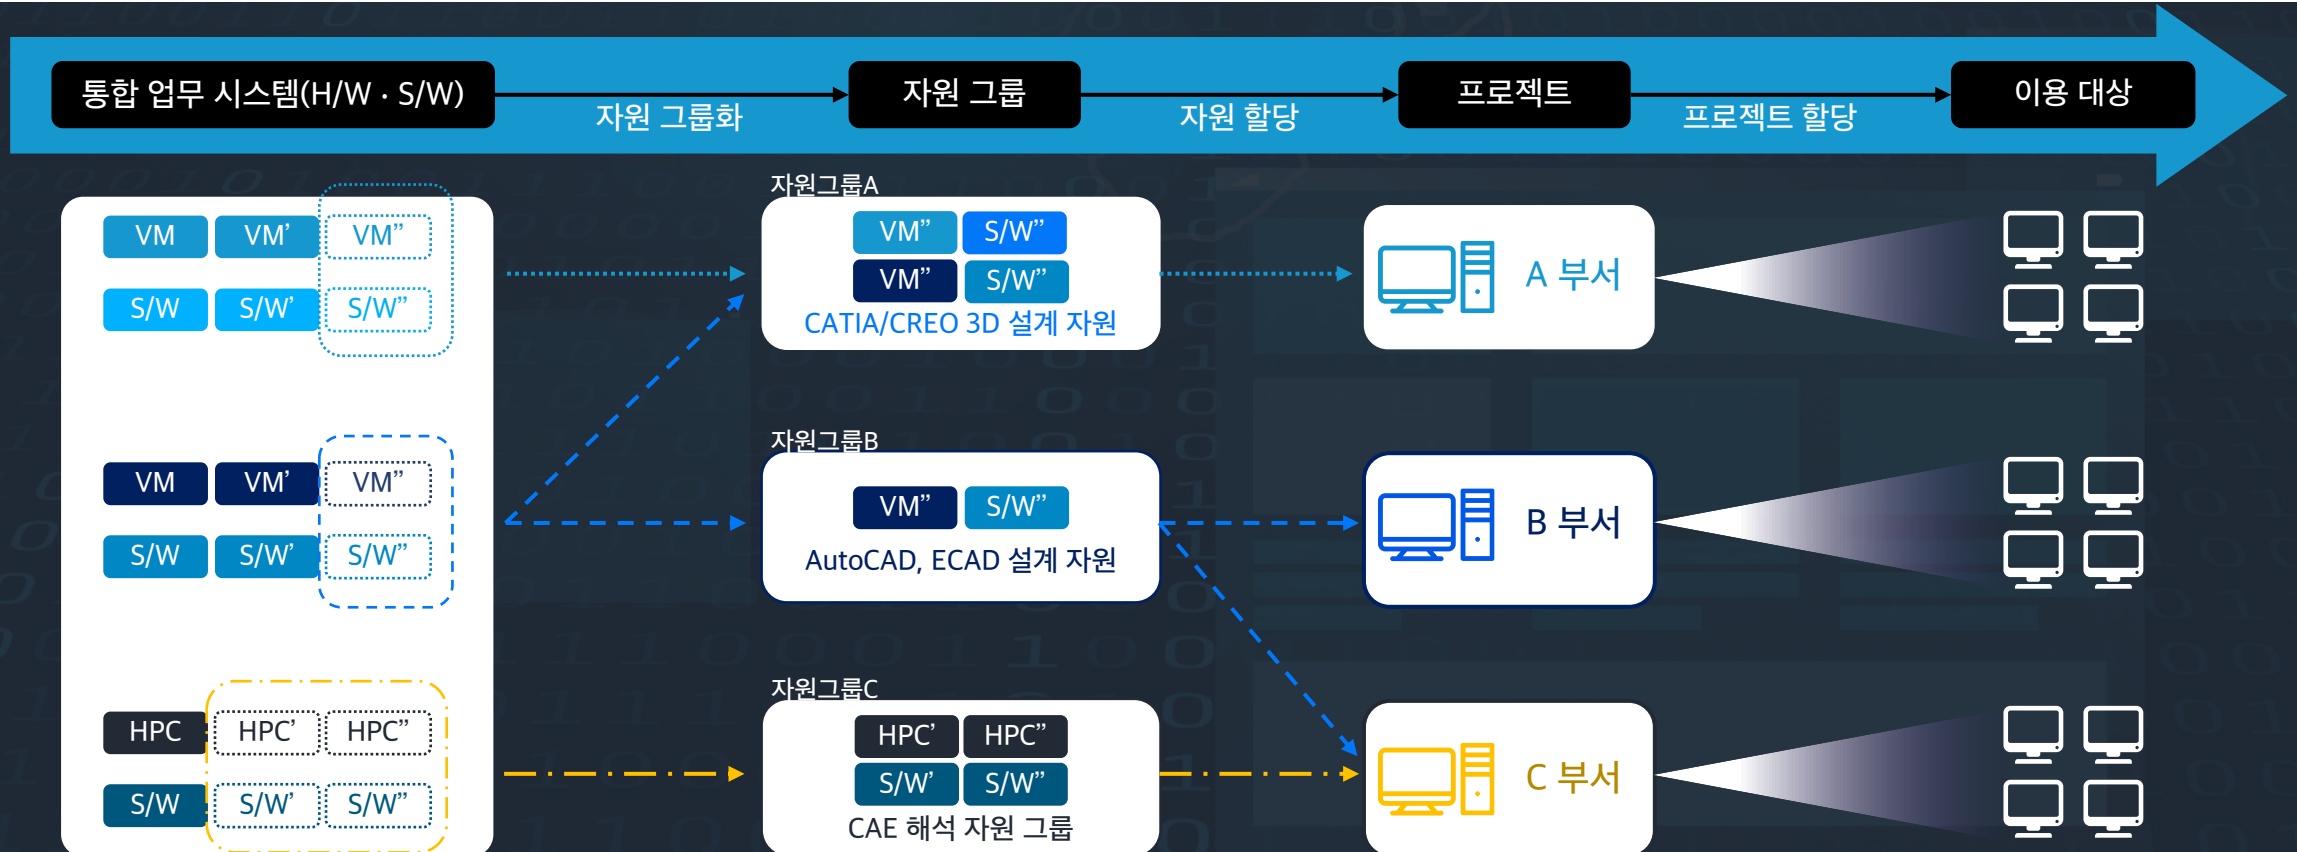 통합 업무 시스템(H/W · S/W)
자원 그룹화
자원 그룹
자원 할당
프로젝트
프로젝트 할당
이용 대상
VM VM’ VM”
S/W S/W’ S/W”
VM VM’ VM”
S/W S/W’ S/W”
HPC HPC’ HPC”
S/W S/W’ S/W”
자원그룹A
VM” S/W”
VM” S/W”
CATIA/CREO 3D 설계 자원
자원그룹B
VM” S/W”
AutoCAD, ECAD 설계 자원
자원그룹C
HPC’ HPC”
S/W’ S/W”
CAE 해석 자원 그룹
A 부서
B 부서
C 부서